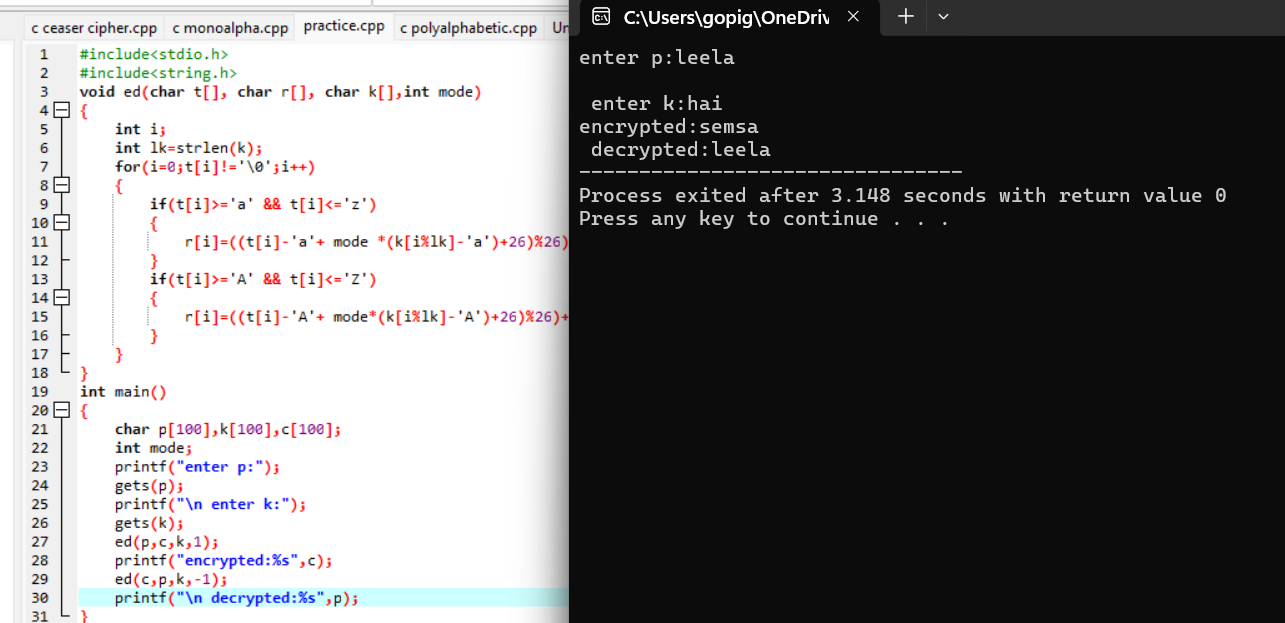 c ceaser cipher.cpp c monoalpha.cpp practice.cpp c polyalphabetic.cpp Un
1 #include<stdio.h>
2 #include<string.h>
3 void ed(char t[], char r[], char k[],int mode)
4 {
5 int i;
6 int lk=strlen(k);
7 for(i=0;t[i]!='\0';i++)
8 {
9 if(t[i]>='a' && t[i]<='z')
10 {
11 r[i]=((t[i]-'a'+ mode *(k[i%lk]-'a')+26)%26)
12 }
13 if(t[i]>='A' && t[i]<='Z')
14 {
15 r[i]=((t[i]-'A'+ mode*(k[i%lk]-'A')+26)%26)+
16 }
17 }
18 }
19 int main()
20 {
21 char p[100],k[100],c[100];
22 int mode;
23 printf("enter p:");
24 gets(p);
25 printf("\n enter k:");
26 gets(k);
27 ed(p,c,k,1);
28 printf("encrypted:%s",c);
29 ed(c,p,k,-1);
30 printf("\n decrypted:%s",p);
31 }
C:\Users\gopig\OneDriv
enter p:leela
enter k:hai
encrypted:semsa
decrypted:leela
--------------------------------
Process exited after 3.148 seconds with return value 0
Press any key to continue . . .